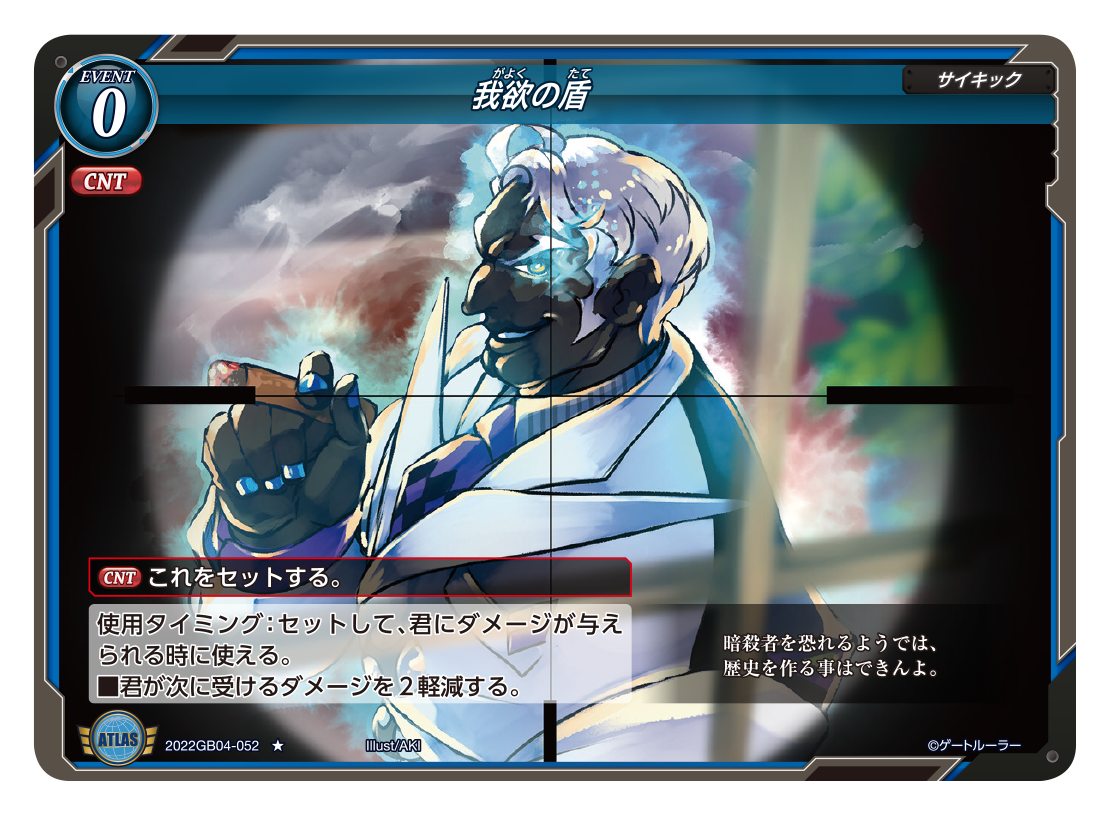 EVENT
0
我欲の盾
がよく たて
サイキック
CNT
CNT これをセットする。
使用タイミング：セットして、君にダメージが与え
られる時に使える。
■君が次に受けるダメージを２軽減する。
暗殺者を恐れるようでは、
歴史を作る事はできんよ。
ATLAS
2022GB04-052 ★
Illust/AKI
©ゲートルーラー